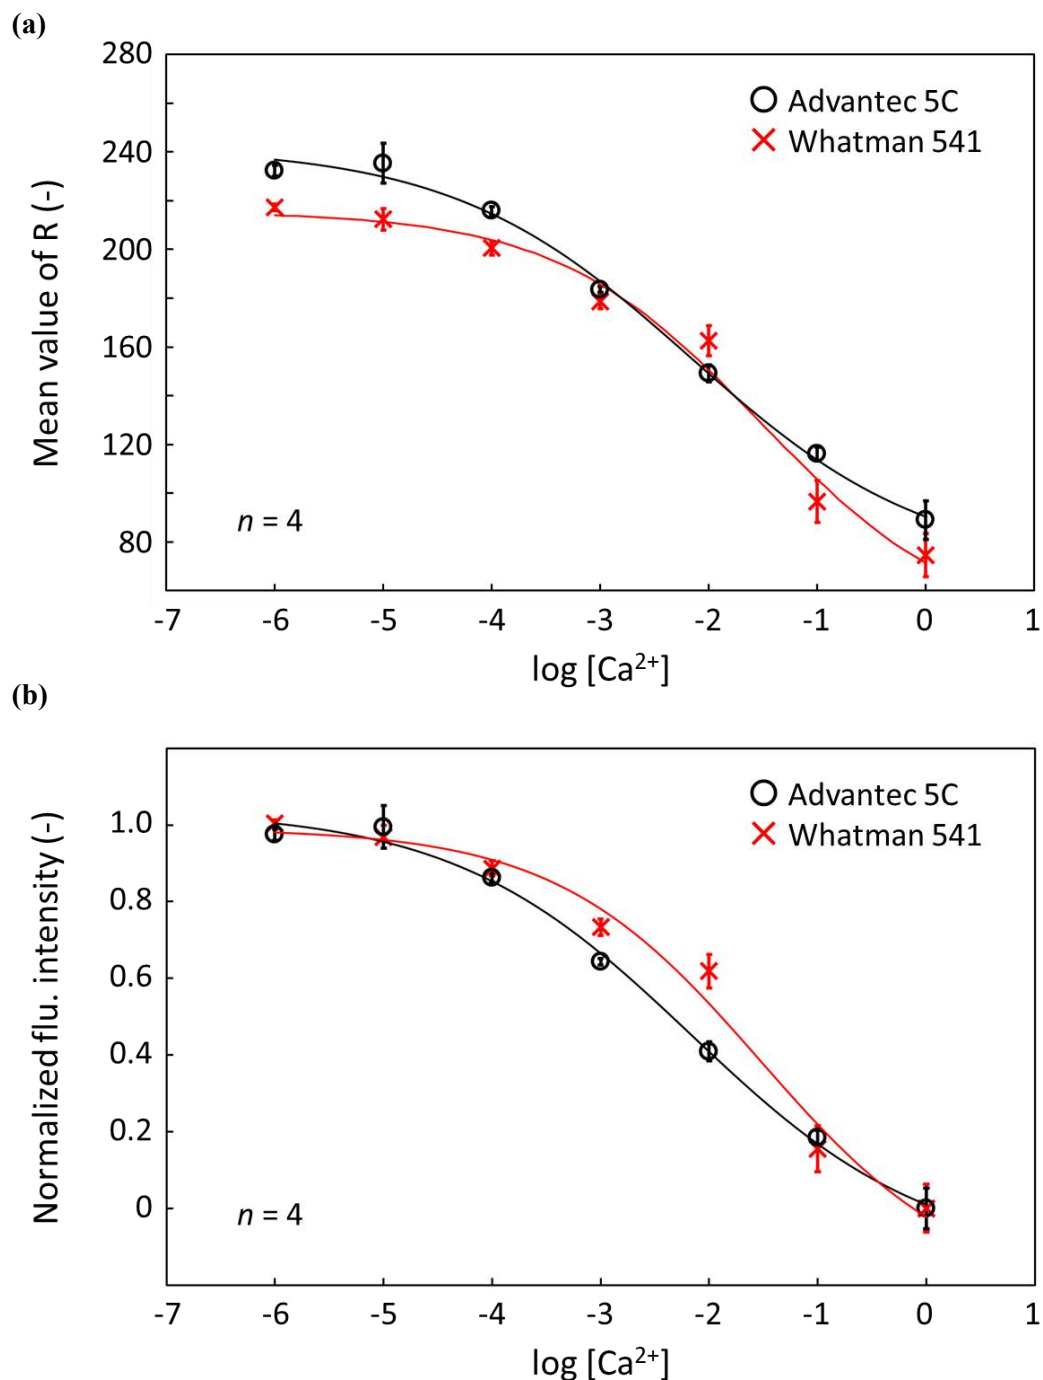 (a)
280
240
200
160
120
80
Mean value of R (-)
Advantec 5C
Whatman 541
n = 4
-7 -6 -5 -4 -3 -2 -1 0 1
log [Ca²⁺]
(b)
1.0
0.8
0.6
0.4
0.2
0
Normalized flu. intensity (-)
Advantec 5C
Whatman 541
n = 4
-7 -6 -5 -4 -3 -2 -1 0 1
log [Ca²⁺]